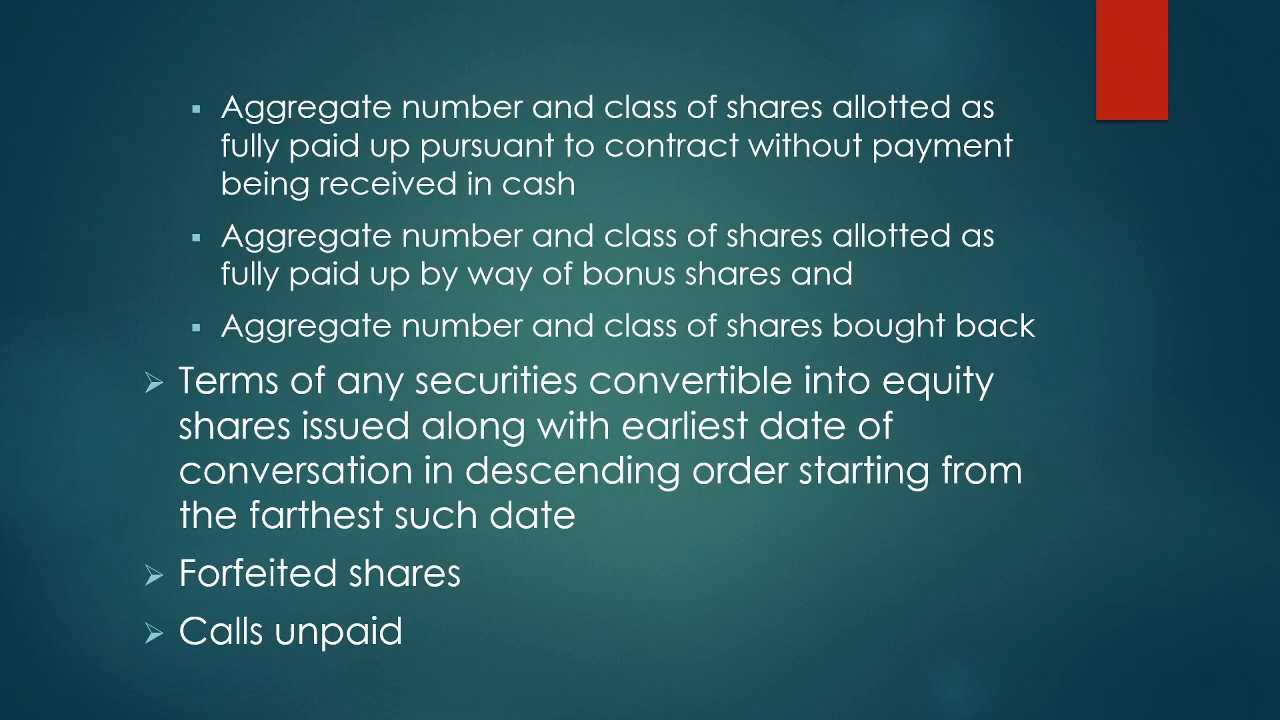 ▪ Aggregate number and class of shares allotted as
fully paid up pursuant to contract without payment
being received in cash
▪ Aggregate number and class of shares allotted as
fully paid up by way of bonus shares and
▪ Aggregate number and class of shares bought back
➢ Terms of any securities convertible into equity
shares issued along with earliest date of
conversation in descending order starting from
the farthest such date
➢ Forfeited shares
➢ Calls unpaid